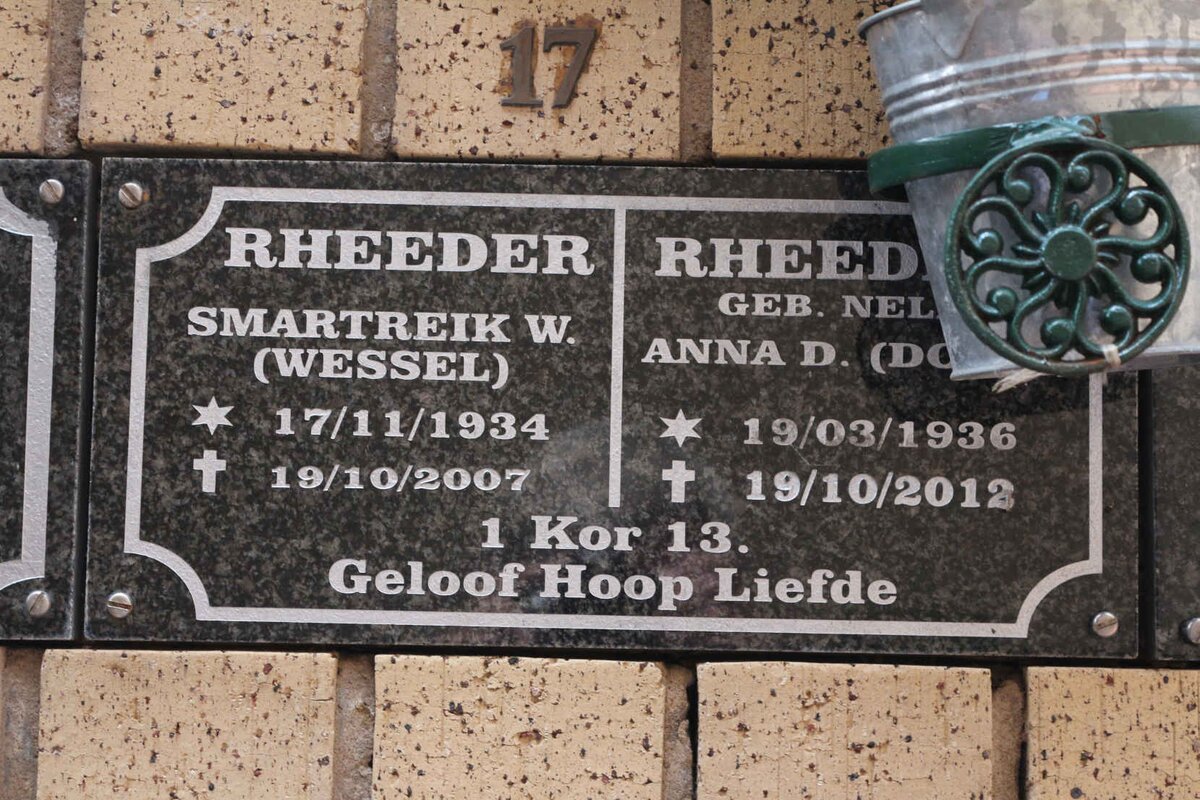 17
RHEEDER
SMARTREIK W.
(WESSEL)
17/11/1934
19/10/2007
GEB.
ANNA D.
19/03/1936
19/10/2012
1 Kor 13.
Geloof Hoop Liefde